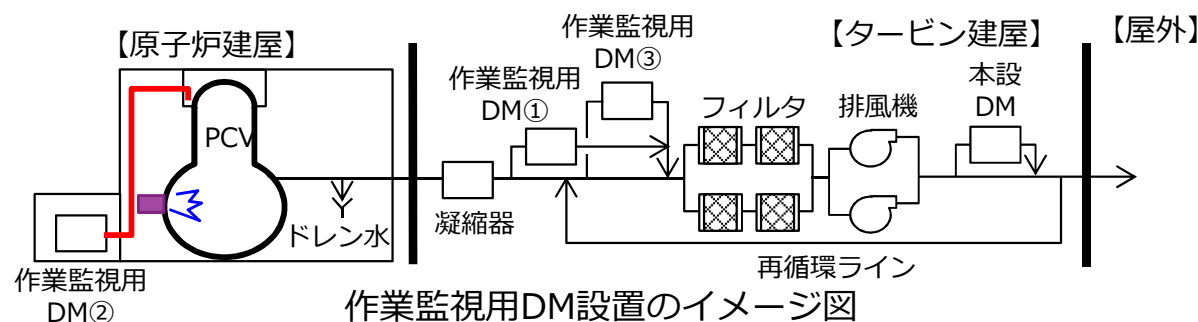 【原子炉建屋】
作業監視用
DM③
【タービン建屋】
【屋外】
作業監視用
DM①
PCV
フィルタ
排風機
本設
DM
ドレン水
凝縮器
再循環ライン
作業監視用
DM②
作業監視用DM設置のイメージ図